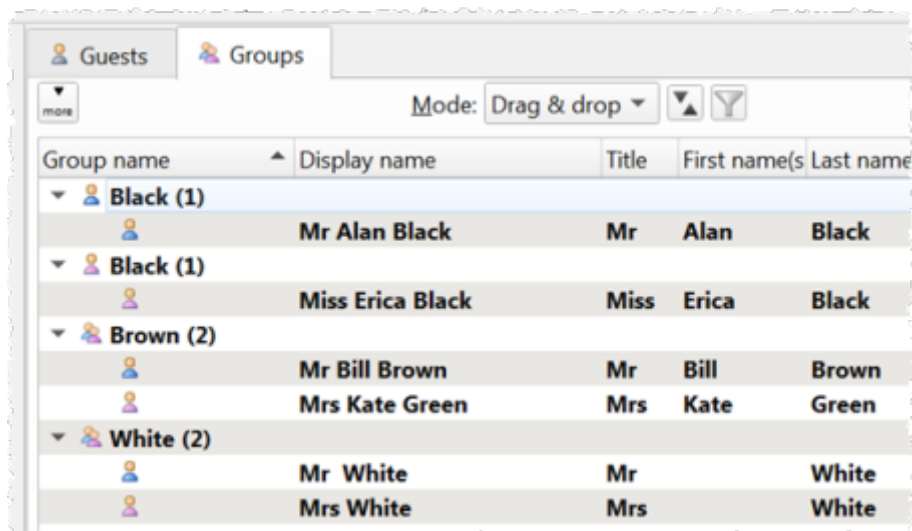 Guests Groups
more Mode: Drag & drop
Group name Display name Title First name(s Last name
Black (1)
Mr Alan Black Mr Alan Black
Black (1)
Miss Erica Black Miss Erica Black
Brown (2)
Mr Bill Brown Mr Bill Brown
Mrs Kate Green Mrs Kate Green
White (2)
Mr White Mr White
Mrs White Mrs White